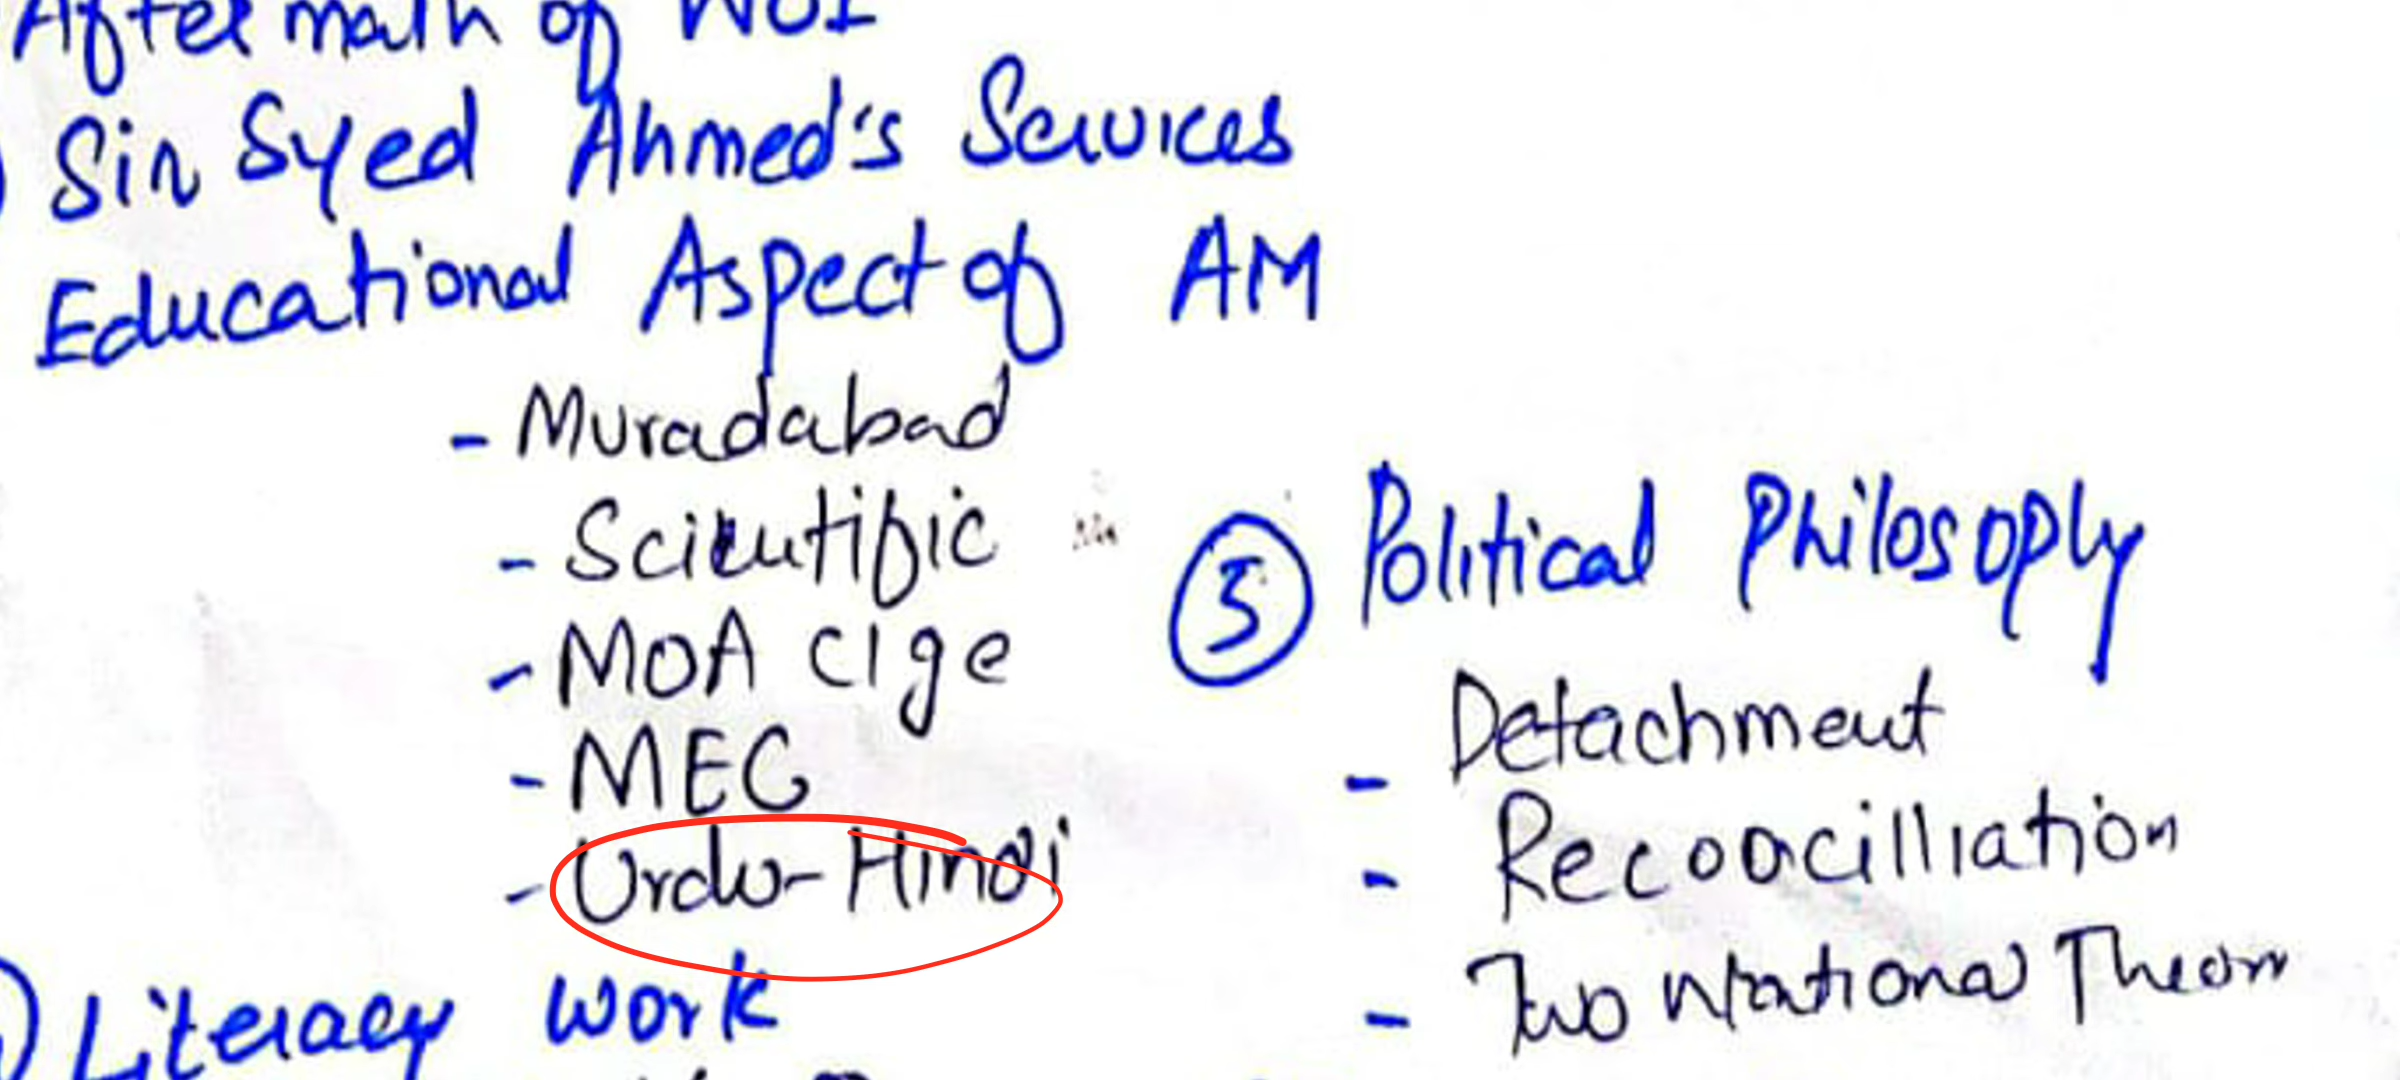 Aftermath of WOI
Sir Syed Ahmed's Services
Educational Aspect of AM
- Muradabad
- Scientific
- MOA clge
- MEC
- Urdu-Hindi
Literacy work
5 Political Philosophy
- Detachment
- Reconcilliation
- Two National Theory